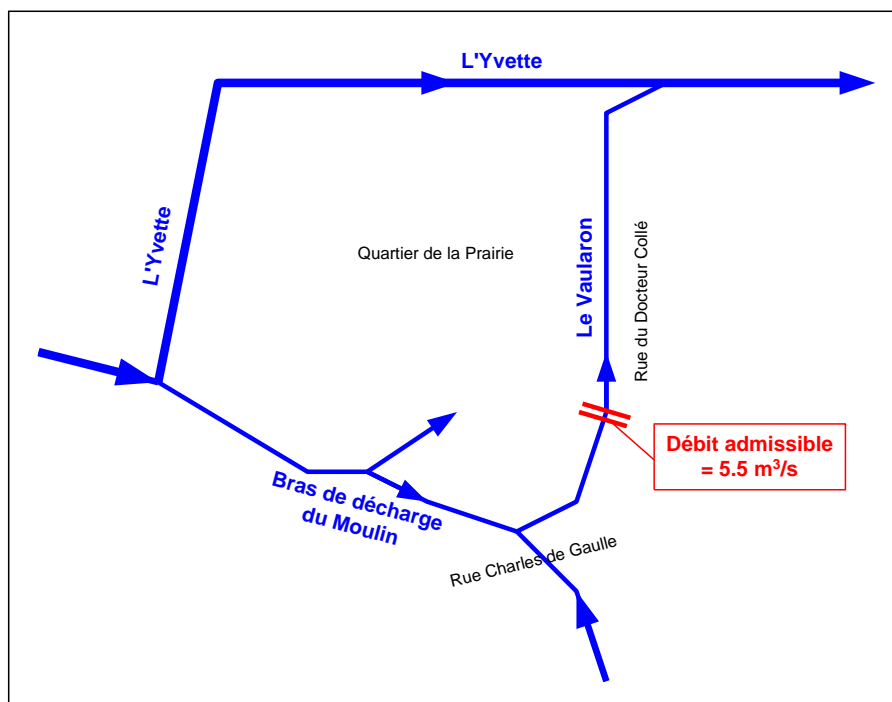 L'Yvette
L'Yvette
Quartier de la Prairie
Le Vaularon
Rue du Docteur Collé
Débit admissible
= 5.5 m³/s
Bras de décharge
du Moulin
Rue Charles de Gaulle